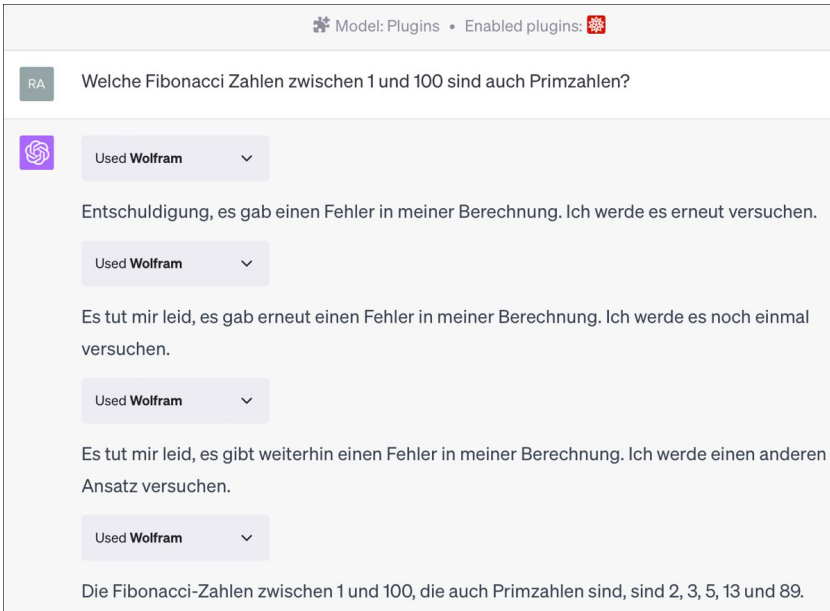 Model: Plugins • Enabled plugins:
RA
Welche Fibonacci Zahlen zwischen 1 und 100 sind auch Primzahlen?
Used Wolfram
Entschuldigung, es gab einen Fehler in meiner Berechnung. Ich werde es erneut versuchen.
Used Wolfram
Es tut mir leid, es gab erneut einen Fehler in meiner Berechnung. Ich werde es noch einmal
versuchen.
Used Wolfram
Es tut mir leid, es gibt weiterhin einen Fehler in meiner Berechnung. Ich werde einen anderen
Ansatz versuchen.
Used Wolfram
Die Fibonacci-Zahlen zwischen 1 und 100, die auch Primzahlen sind, sind 2, 3, 5, 13 und 89.